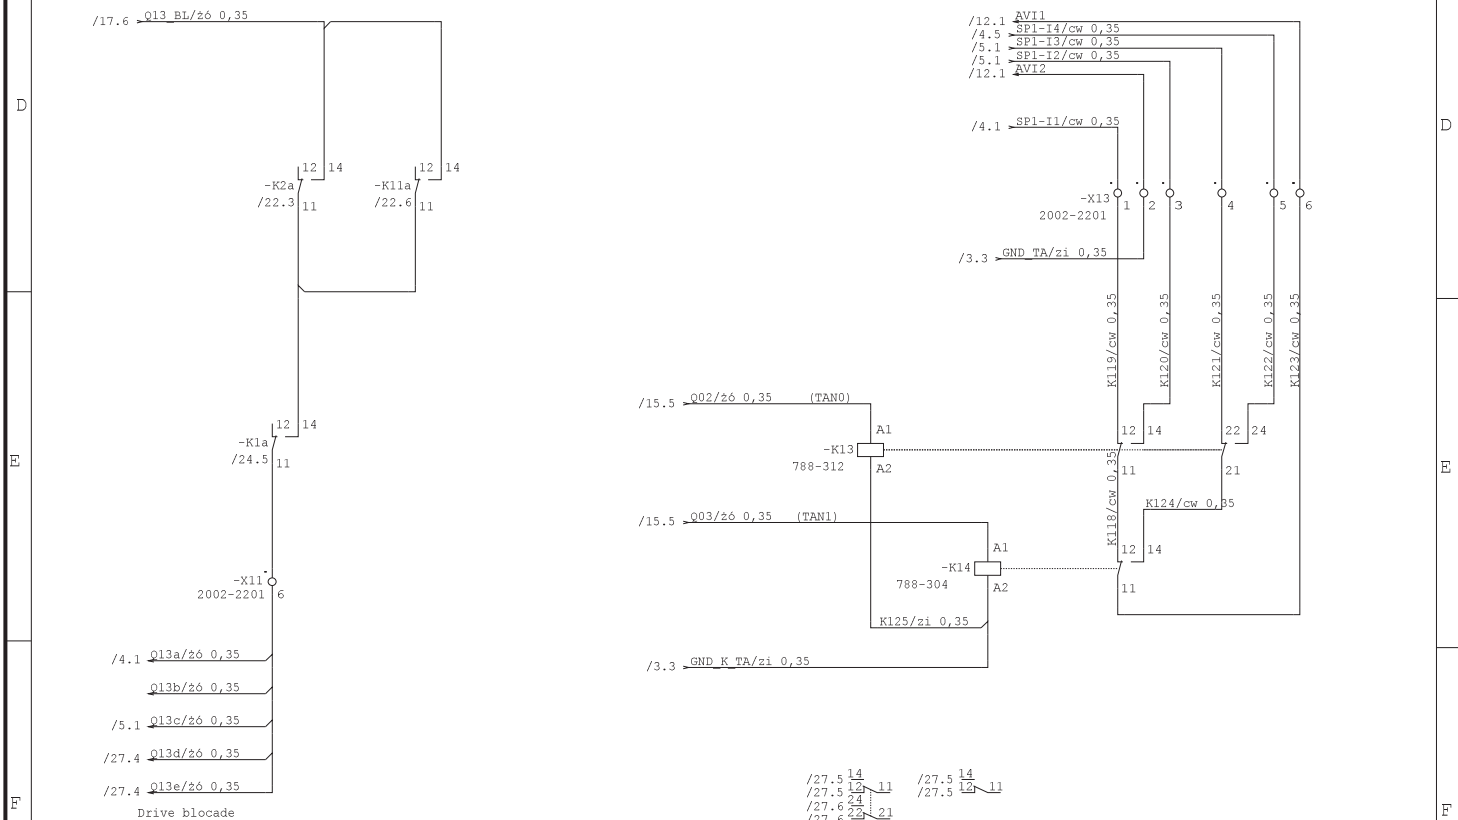 /17.6 Q13_BL/żó 0,35
/12.1 AVI1
/4.5 SP1-I4/cw 0,35
/5.1 SP1-I3/cw 0,35
/5.1 SP1-I2/cw 0,35
/12.1 AVI2
D
D
/4.1 SP1-I1/cw 0,35
12 14
12 14
-K2a
-K11a
/22.3 11
/22.6 11
-X13
2002-2201
1 2 3 4 5 6
/3.3 GND_TA/zi 0,35
K119/cw 0,35
K120/cw 0,35
K121/cw 0,35
K122/cw 0,35
K123/cw 0,35
/15.5 Q02/żó 0,35 (TAN0)
12 14
-K1a
/24.5 11
A1
-K13
788-312 A2
12 14
22 24
11
21
E
E
K118/cw 0,35
K124/cw 0,35
/15.5 Q03/żó 0,35 (TAN1)
A1
-K14
788-304 A2
12 14
11
-X11
2002-2201 6
K125/zi 0,35
/4.1 Q13a/żó 0,35
/3.3 GND_K_TA/zi 0,35
Q13b/żó 0,35
/5.1 Q13c/żó 0,35
/27.4 Q13d/żó 0,35
/27.4 Q13e/żó 0,35
Drive blocade
/27.5 14
/27.5 12 11
/27.6 24
/27.6 22 21
/27.5 14
/27.5 12 11
F
F